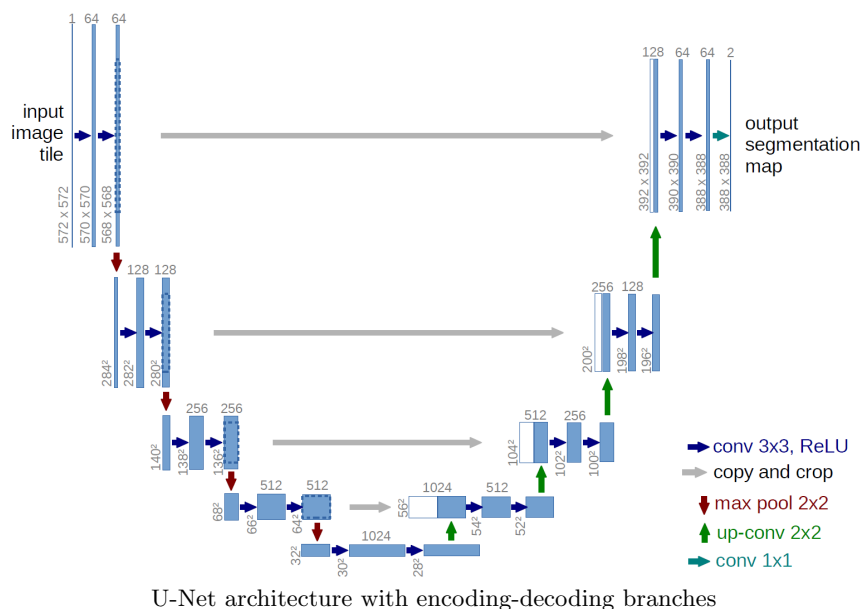 1 64 64
128 64 64 2
input
image
tile
output
segmentation
map
572 x 572
570 x 570
568 x 568
392 x 392
390 x 390
388 x 388
388 x 388
128 128
256 128
284²
282²
280²
200²
198²
196²
256 256
512 256
140²
138²
136²
104²
102²
100²
512 512
1024 512
68²
66²
64²
56²
54²
52²
1024
32²
30²
28²
conv 3x3, ReLU
copy and crop
max pool 2x2
up-conv 2x2
conv 1x1
U-Net architecture with encoding-decoding branches